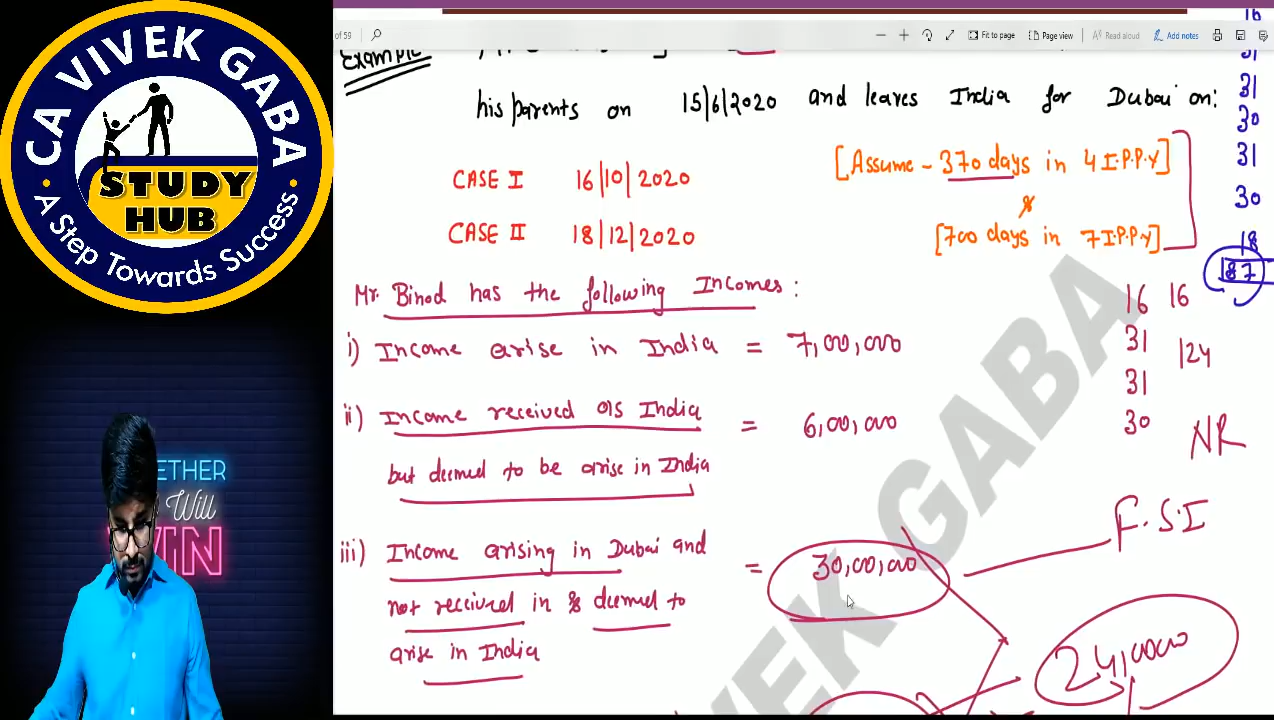 CA VIVEK GABA
STUDY
HUB
A Step Towards Success
ETHER
Will
WIN
of 59
Fit to page
Page view
Read aloud
Add notes
Example
his parents on 15/6/2020 and leaves India for Dubai on:
CASE I 16/10/2020
[Assume - 370 days in 4 I.P.P.Y]
&
CASE II 18/12/2020
[700 days in 7 I.P.P.Y]
Mr. Binod has the following Incomes:
i) Income arise in India = 7,00,000
ii) Income received O/S India = 6,00,000
but deemed to be arise in India
iii) Income arising in Dubai and = 30,00,000
not received in & deemed to
arise in India
16
31
31
30
31
30
18
187
16 16
31 124
31
30
NR
F.S.I
24,00,00
VIVEK GABA